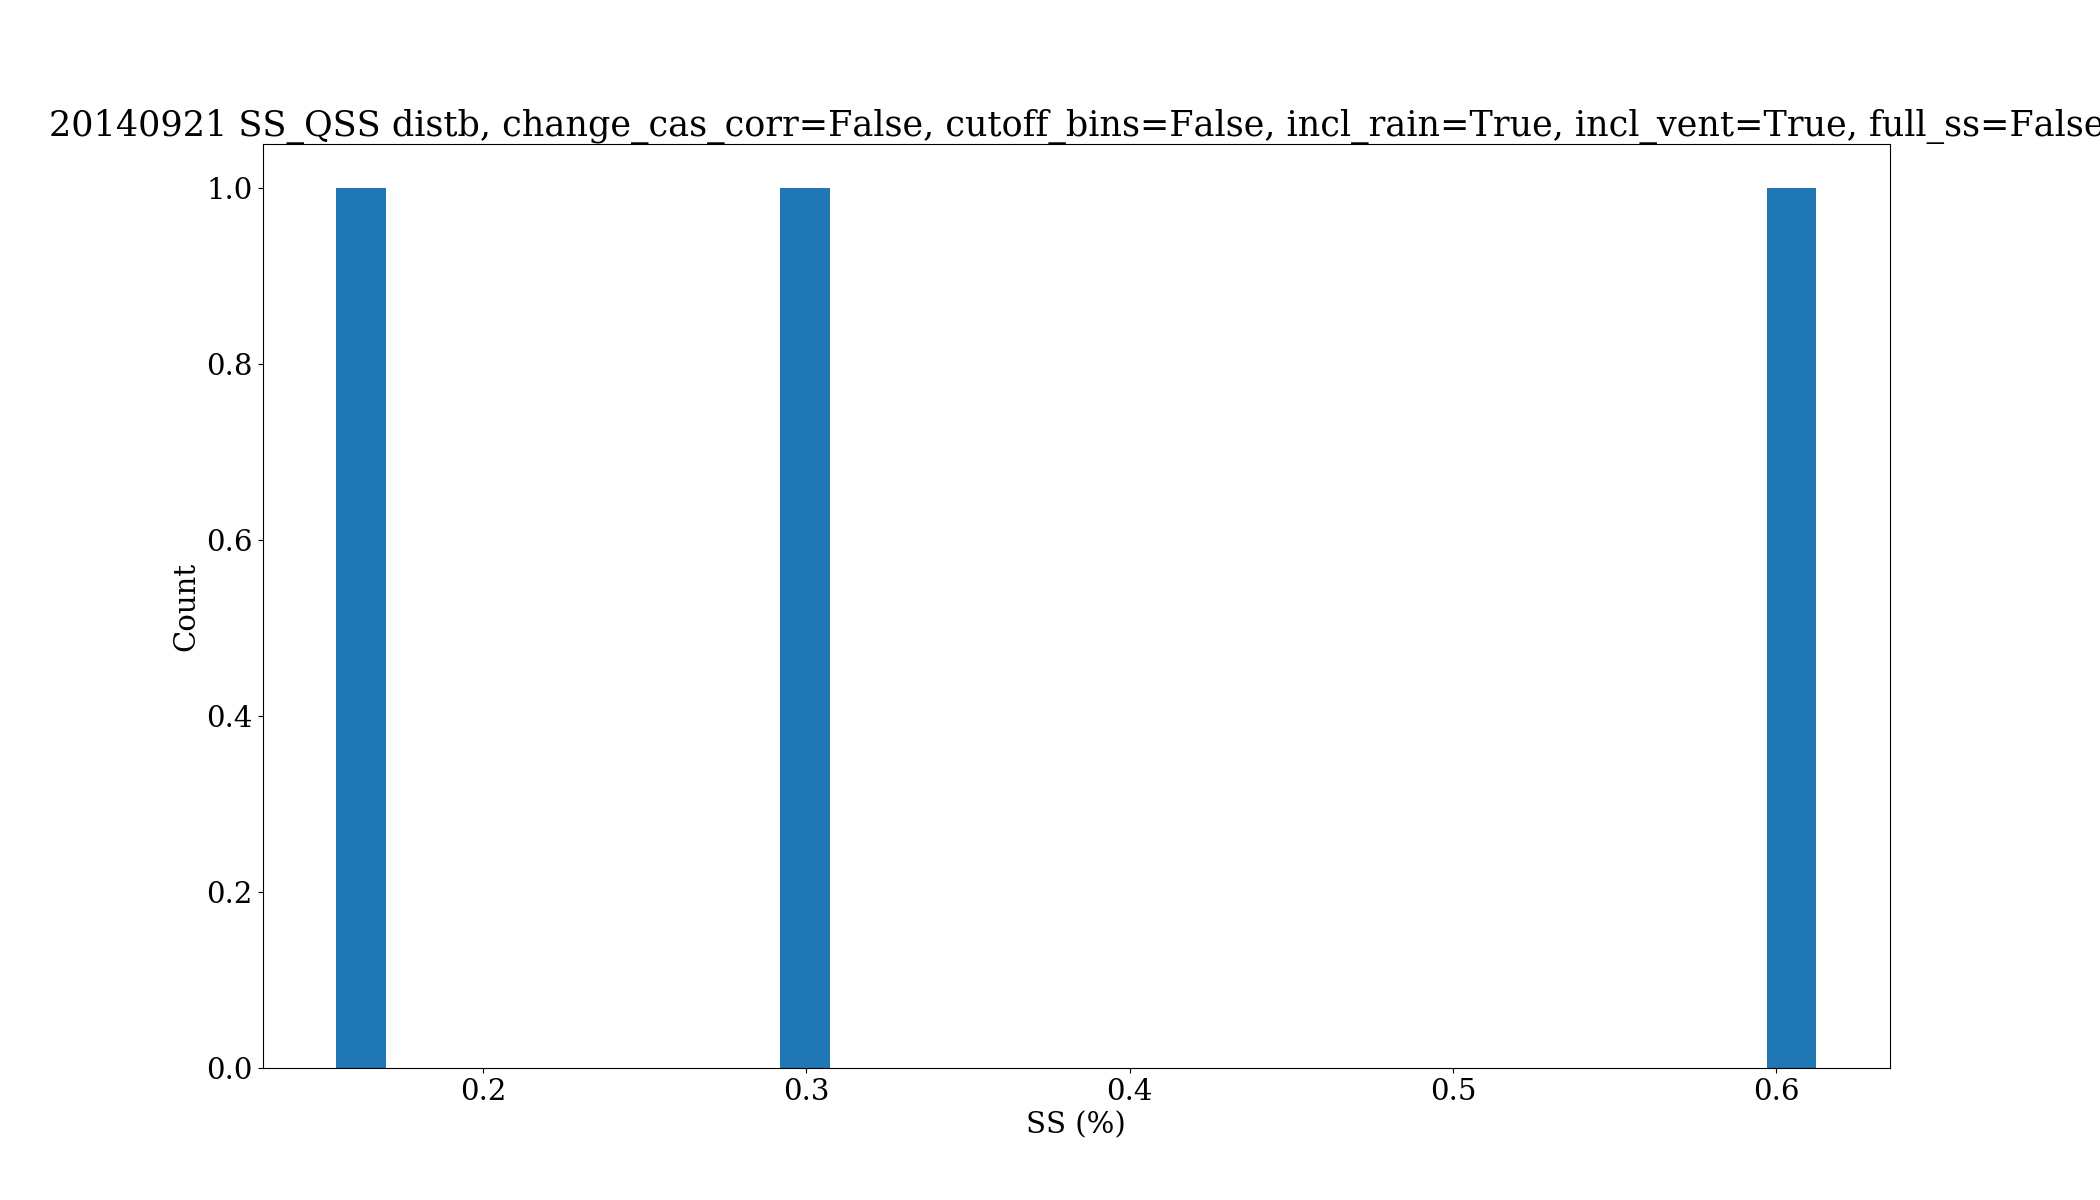 20140921 SS_QSS distb, change_cas_corr=False, cutoff_bins=False, incl_rain=True, incl_vent=True, full_ss=False
1.0
0.8
0.6
0.4
0.2
0.0
Count
0.2 0.3 0.4 0.5 0.6
SS (%)